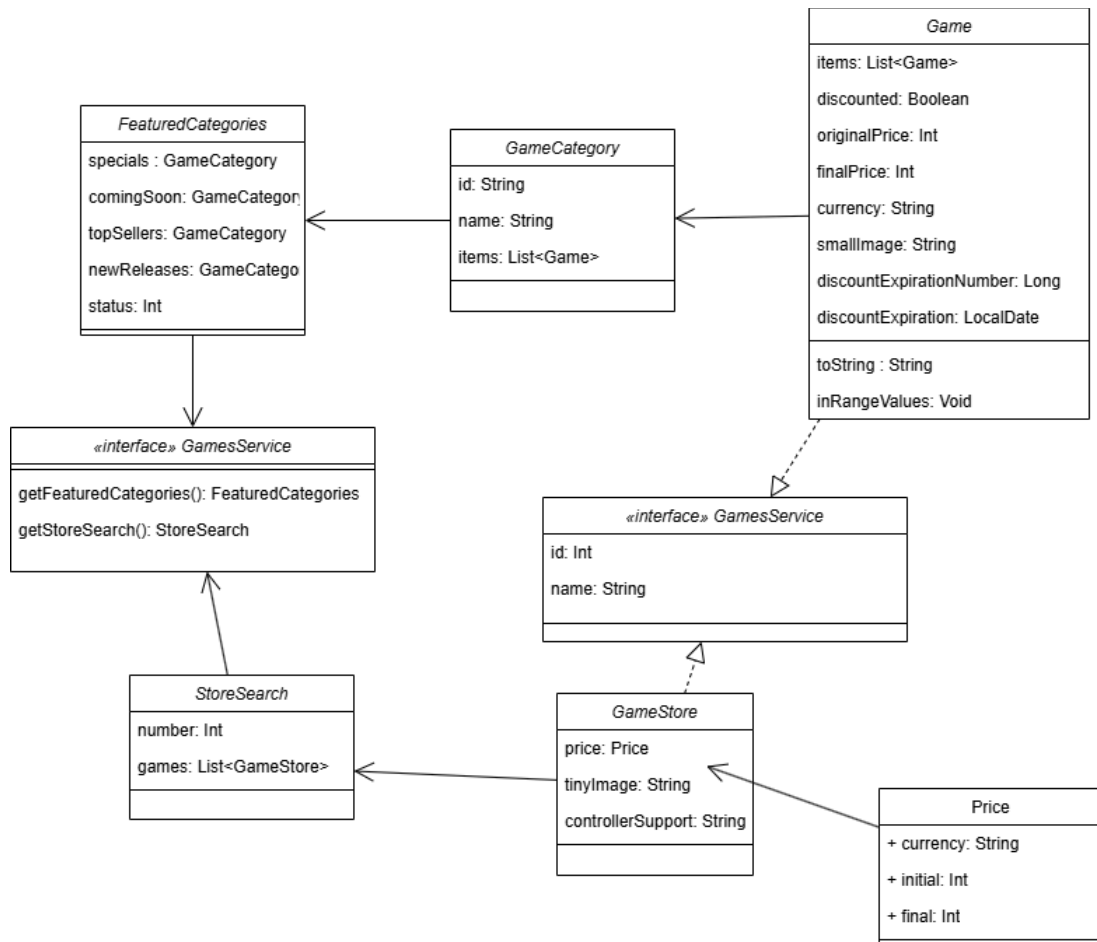 Game
items: List<Game>
discounted: Boolean
originalPrice: Int
finalPrice: Int
currency: String
smallImage: String
discountExpirationNumber: Long
discountExpiration: LocalDate
toString : String
inRangeValues: Void
FeaturedCategories
specials : GameCategory
comingSoon: GameCategory
topSellers: GameCategory
newReleases: GameCatego
status: Int
GameCategory
id: String
name: String
items: List<Game>
«interface» GamesService
getFeaturedCategories(): FeaturedCategories
getStoreSearch(): StoreSearch
«interface» GamesService
id: Int
name: String
StoreSearch
number: Int
games: List<GameStore>
GameStore
price: Price
tinyImage: String
controllerSupport: String
Price
+ currency: String
+ initial: Int
+ final: Int